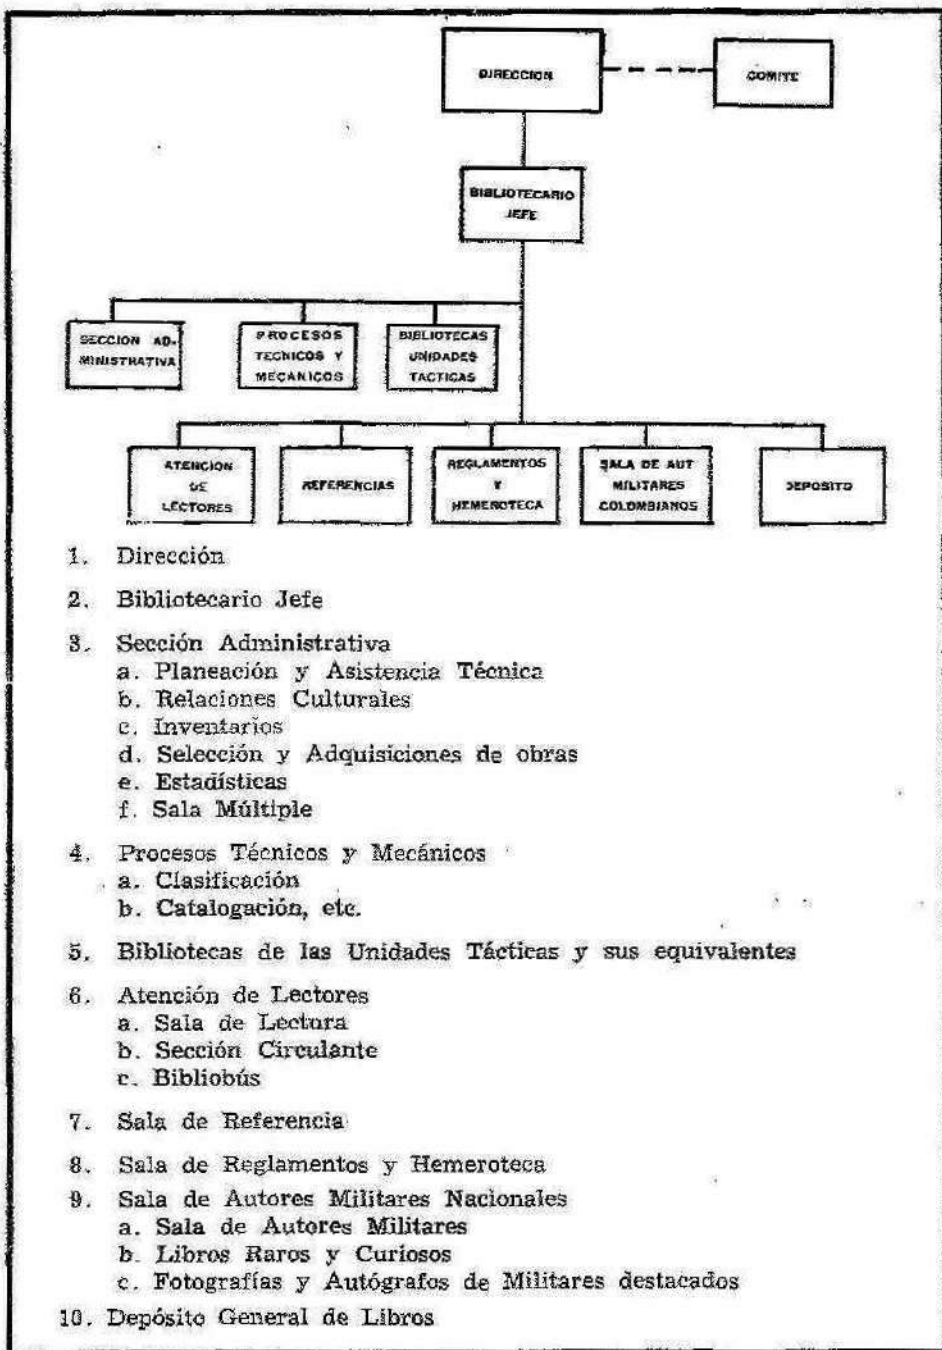 DIRECCION
COMITE
BIBLIOTECARIO
JEFE
SECCION AD-
MINISTRATIVA
PROCESOS
TECNICOS Y
MECANICOS
BIBLIOTECAS
UNIDADES
TACTICAS
ATENCION
DE
LECTORES
REFERENCIAS
REGLAMENTOS
Y
HEMEROTECA
SALA DE AUT
MILITARES
COLOMBIANOS
DEPOSITO
1. Dirección
2. Bibliotecario Jefe
3. Sección Administrativa
a. Planeación y Asistencia Técnica
b. Relaciones Culturales
c. Inventarios
d. Selección y Adquisiciones de obras
e. Estadísticas
f. Sala Múltiple
4. Procesos Técnicos y Mecánicos
a. Clasificación
b. Catalogación, etc.
5. Bibliotecas de las Unidades Tácticas y sus equivalentes
6. Atención de Lectores
a. Sala de Lectura
b. Sección Circulante
c. Bibliobús
7. Sala de Referencia
8. Sala de Reglamentos y Hemeroteca
9. Sala de Autores Militares Nacionales
a. Sala de Autores Militares
b. Libros Raros y Curiosos
c. Fotografías y Autógrafos de Militares destacados
10. Depósito General de Libros